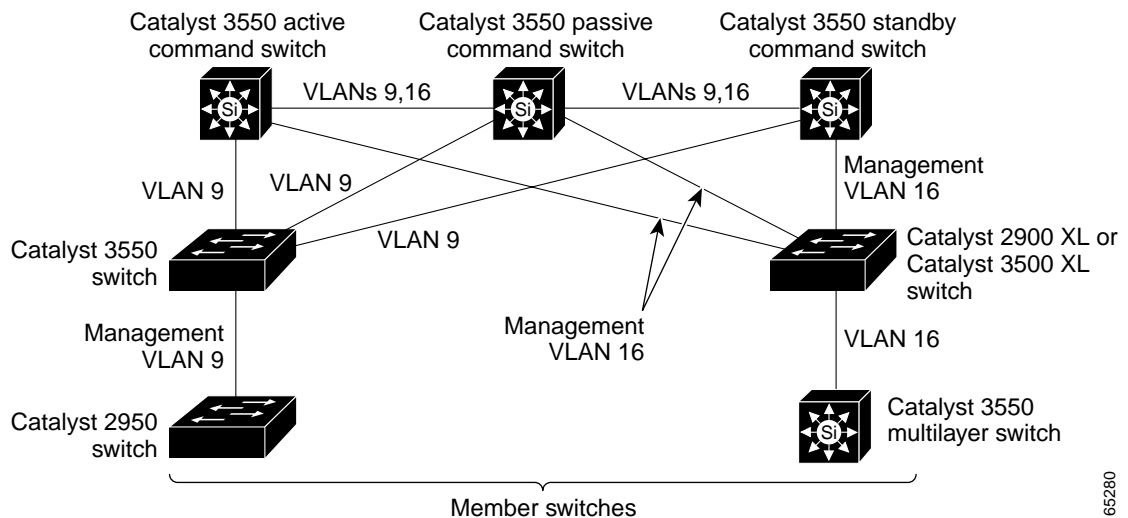 Catalyst 3550 active
command switch
Catalyst 3550 passive
command switch
Catalyst 3550 standby
command switch
Si
VLANs 9,16
Si
VLANs 9,16
Si
VLAN 9
VLAN 9
Management
VLAN 16
VLAN 9
Catalyst 3550
switch
Catalyst 2900 XL or
Catalyst 3500 XL
switch
Management
VLAN 9
Management
VLAN 16
VLAN 16
Catalyst 2950
switch
Si
Catalyst 3550
multilayer switch
Member switches
65280